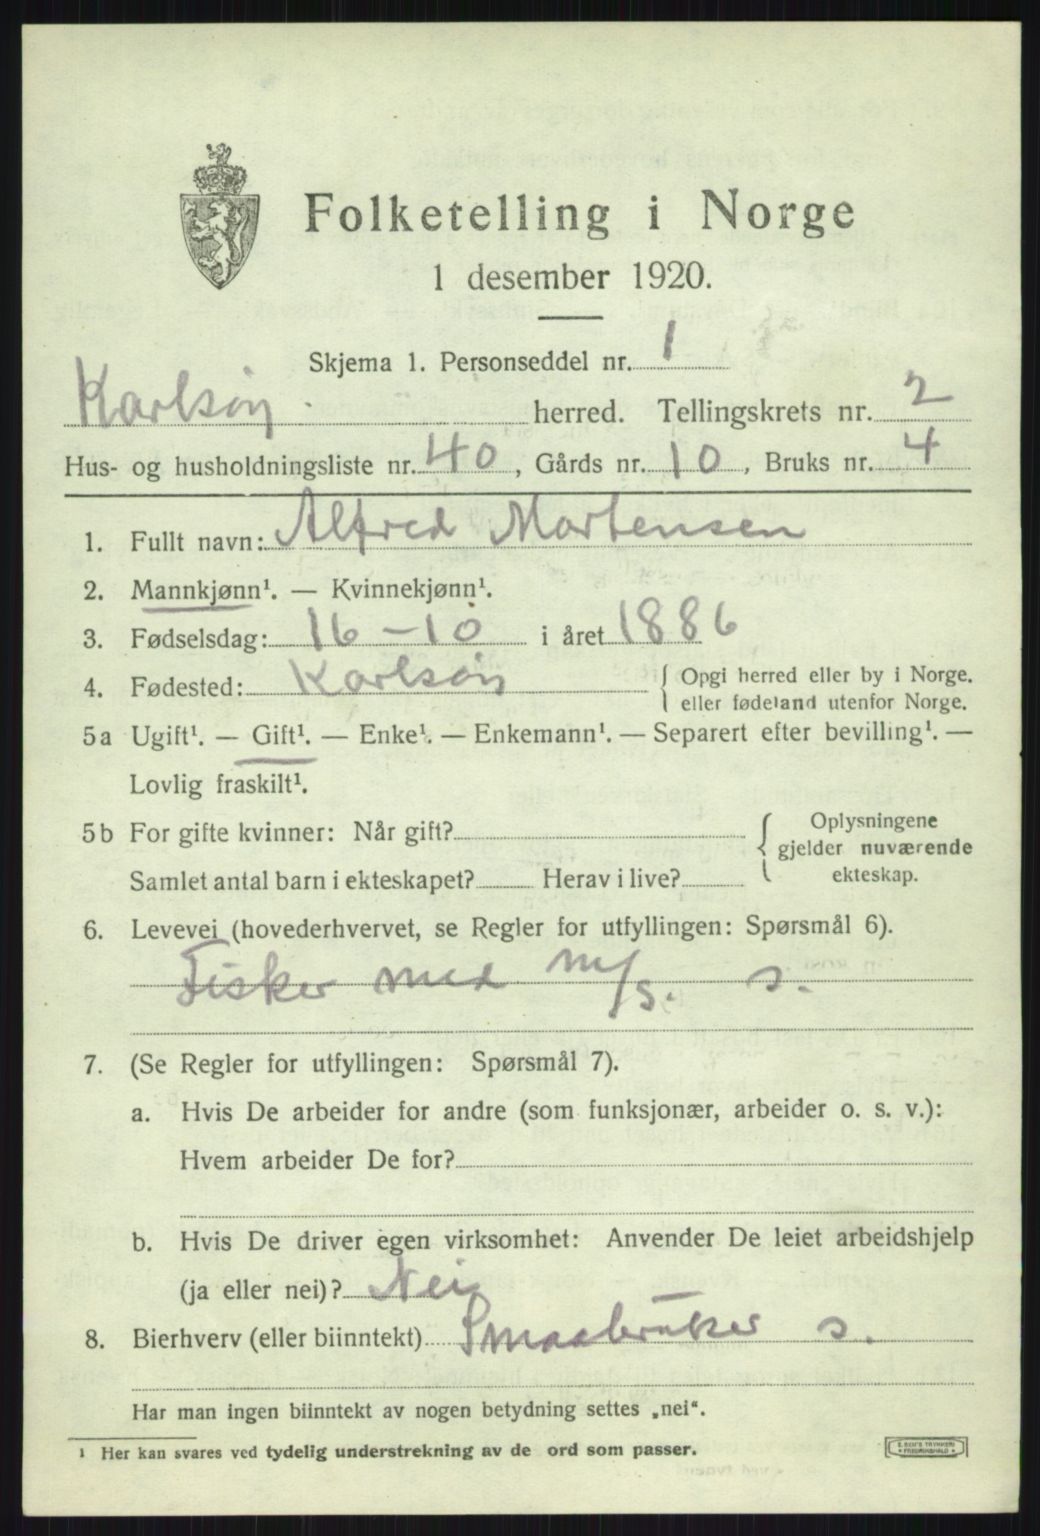 Folketelling i Norge
1 desember 1920.
Skjema 1. Personseddel nr. 1
Karlsöy herred. Tellingskrets nr. 2
Hus- og husholdningsliste nr. 40, Gårds nr. 10, Bruks nr. 4
1. Fullt navn: Alfred Mortensen
2. Mannkjønn¹. — Kvinnekjønn¹.
3. Fødselsdag: 16-10 i året 1886
4. Fødested: Karlsöy { Opgi herred eller by i Norge.
eller fødeland utenfor Norge.
5a Ugift¹. — Gift¹. — Enke¹. — Enkemann¹. — Separert efter bevilling¹. —
Lovlig fraskilt¹.
5b For gifte kvinner: Når gift? { Oplysningene
gjelder nuværende
Samlet antal barn i ekteskapet? Herav i live? ekteskap.
6. Levevei (hovederhvervet, se Regler for utfyllingen: Spørsmål 6).
Fisker med m/s. s.
7. (Se Regler for utfyllingen: Spørsmål 7).
a. Hvis De arbeider for andre (som funksjonær, arbeider o. s. v.):
Hvem arbeider De for?
b. Hvis De driver egen virksomhet: Anvender De leiet arbeidshjelp
(ja eller nei)? Nei
8. Bierhverv (eller biinntekt) Smaabrüker s.
Har man ingen biinntekt av nogen betydning settes „nei“.
¹ Her kan svares ved tydelig understrekning av de ord som passer.